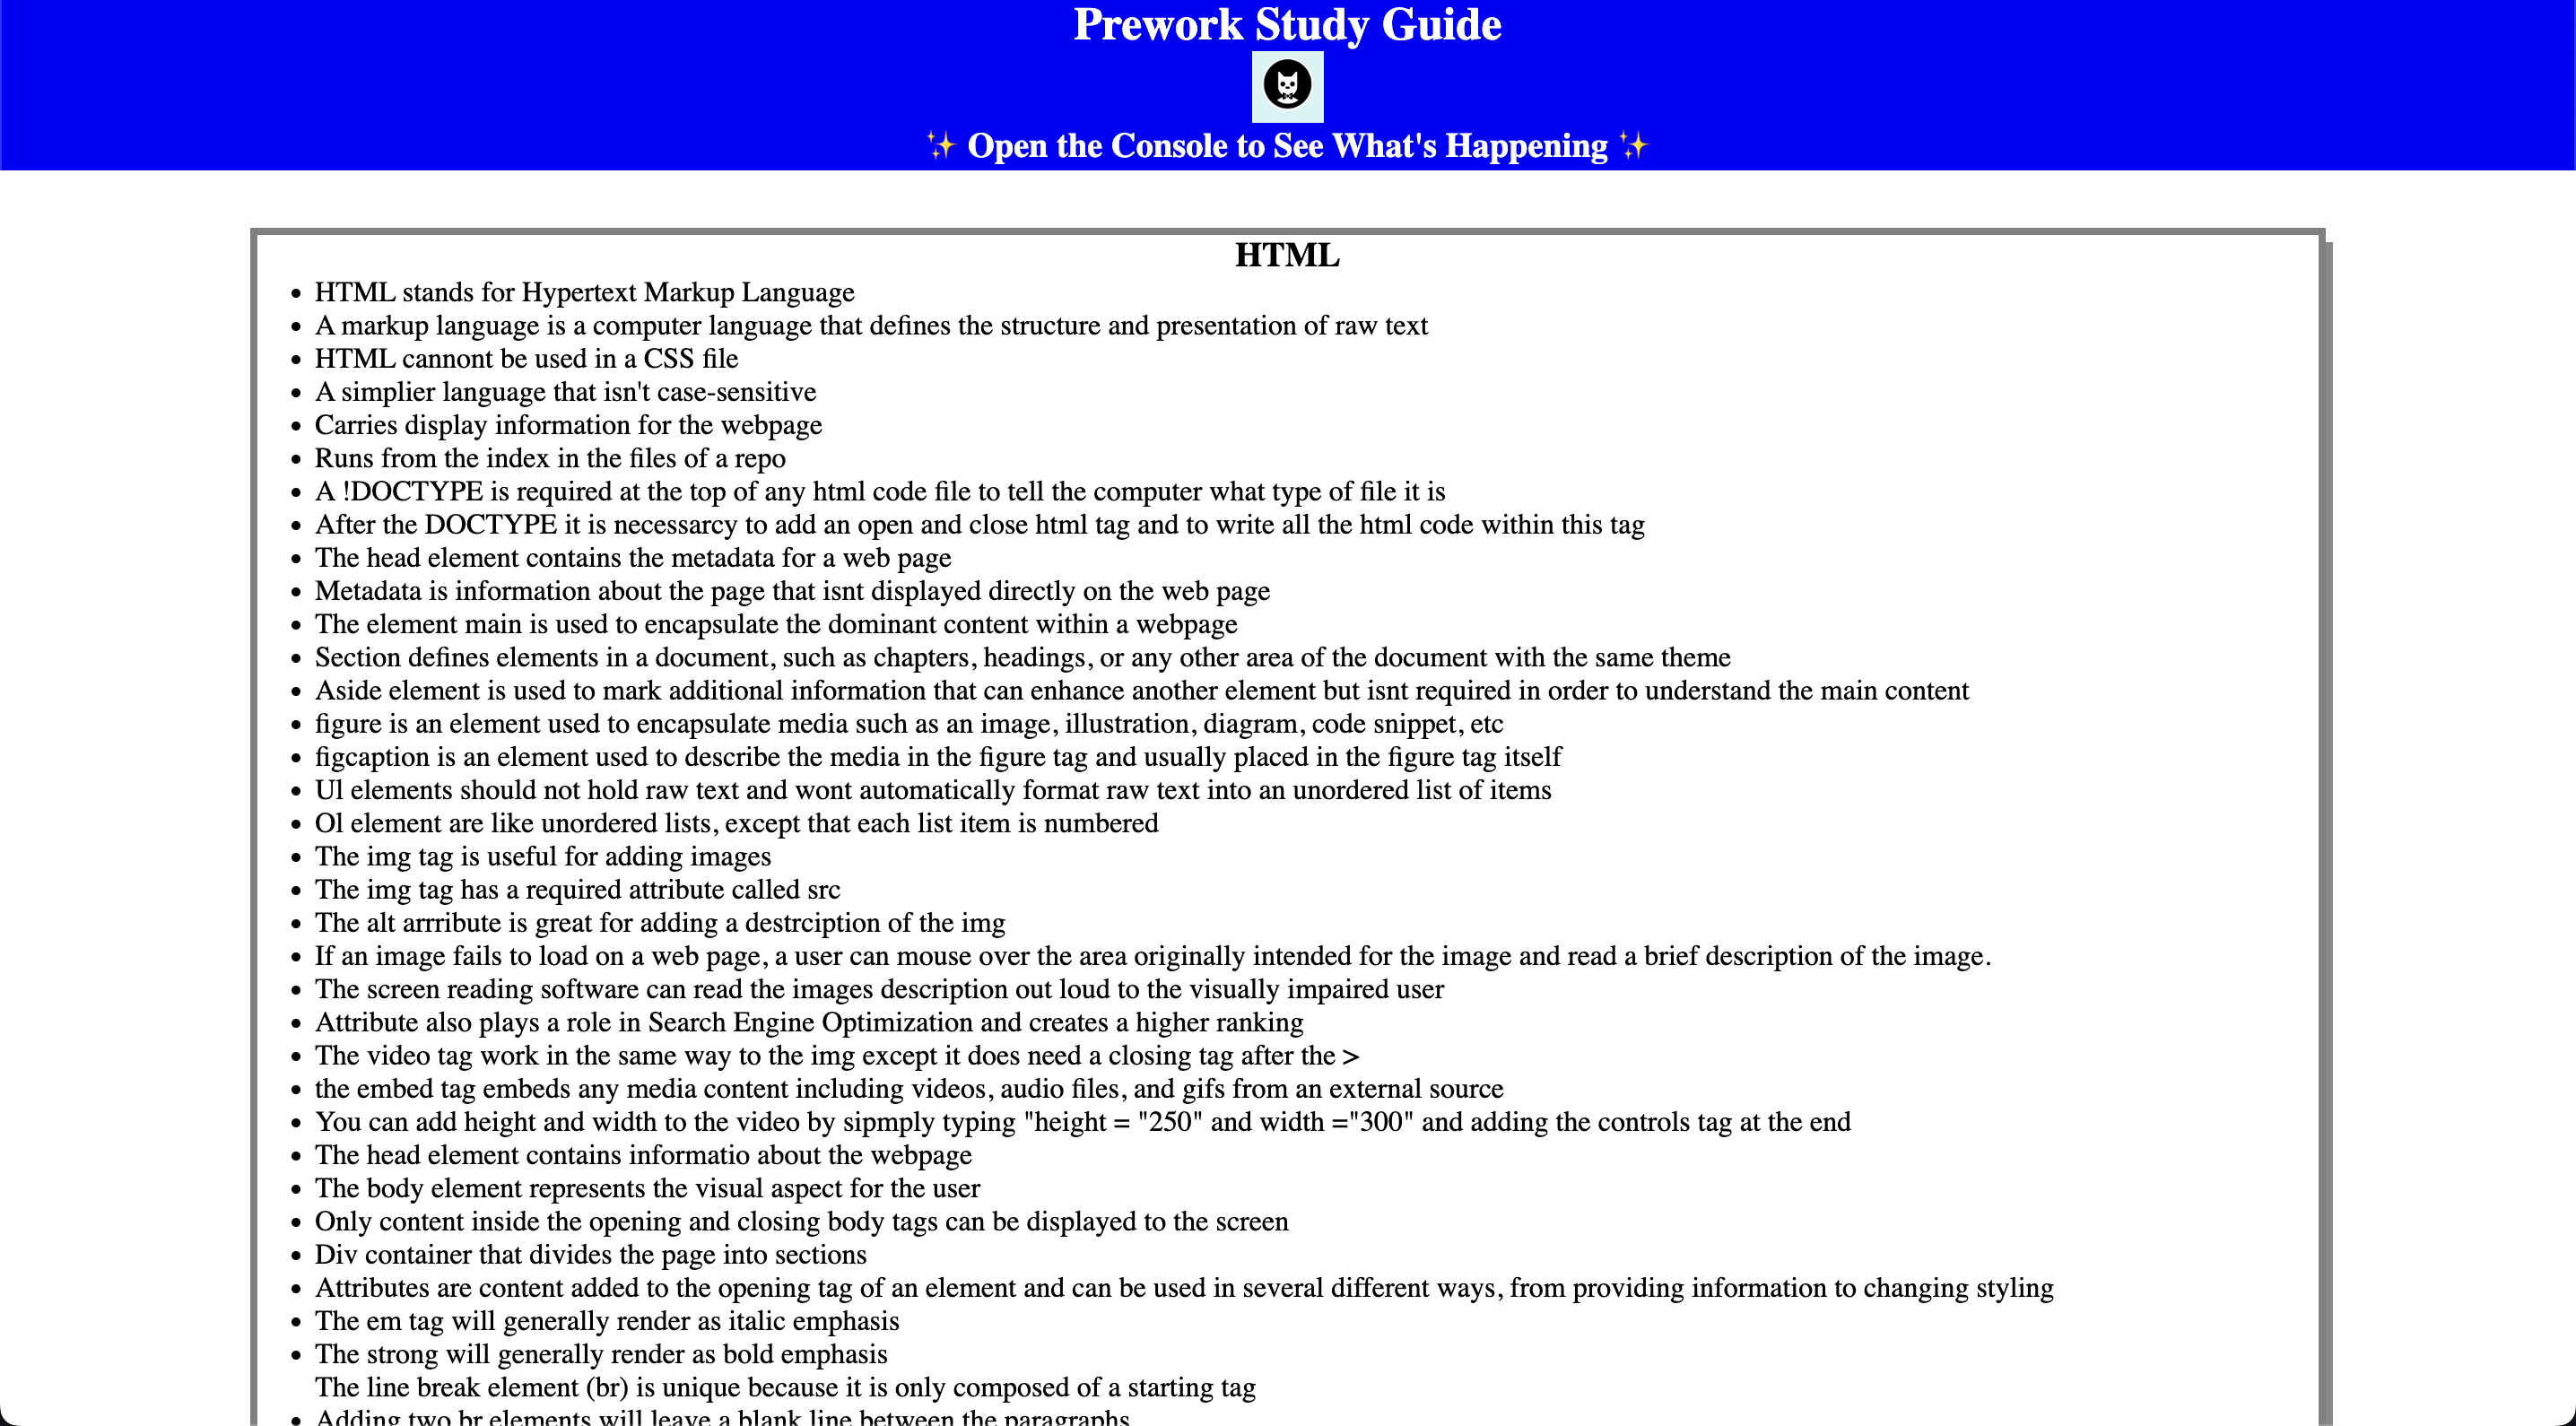 Prework Study Guide
✨ Open the Console to See What's Happening ✨
HTML
• HTML stands for Hypertext Markup Language
• A markup language is a computer language that defines the structure and presentation of raw text
• HTML cannont be used in a CSS file
• A simplier language that isn't case-sensitive
• Carries display information for the webpage
• Runs from the index in the files of a repo
• A !DOCTYPE is required at the top of any html code file to tell the computer what type of file it is
• After the DOCTYPE it is necessarcy to add an open and close html tag and to write all the html code within this tag
• The head element contains the metadata for a web page
• Metadata is information about the page that isnt displayed directly on the web page
• The element main is used to encapsulate the dominant content within a webpage
• Section defines elements in a document, such as chapters, headings, or any other area of the document with the same theme
• Aside element is used to mark additional information that can enhance another element but isnt required in order to understand the main content
• figure is an element used to encapsulate media such as an image, illustration, diagram, code snippet, etc
• figcaption is an element used to describe the media in the figure tag and usually placed in the figure tag itself
• Ul elements should not hold raw text and wont automatically format raw text into an unordered list of items
• Ol element are like unordered lists, except that each list item is numbered
• The img tag is useful for adding images
• The img tag has a required attribute called src
• The alt arrribute is great for adding a destrciption of the img
• If an image fails to load on a web page, a user can mouse over the area originally intended for the image and read a brief description of the image.
• The screen reading software can read the images description out loud to the visually impaired user
• Attribute also plays a role in Search Engine Optimization and creates a higher ranking
• The video tag work in the same way to the img except it does need a closing tag after the >
• the embed tag embeds any media content including videos, audio files, and gifs from an external source
• You can add height and width to the video by sipmply typing "height = "250" and width ="300" and adding the controls tag at the end
• The head element contains informatio about the webpage
• The body element represents the visual aspect for the user
• Only content inside the opening and closing body tags can be displayed to the screen
• Div container that divides the page into sections
• Attributes are content added to the opening tag of an element and can be used in several different ways, from providing information to changing styling
• The em tag will generally render as italic emphasis
• The strong will generally render as bold emphasis
The line break element (br) is unique because it is only composed of a starting tag
• Adding two br elements will leave a blank line between the paragraphs